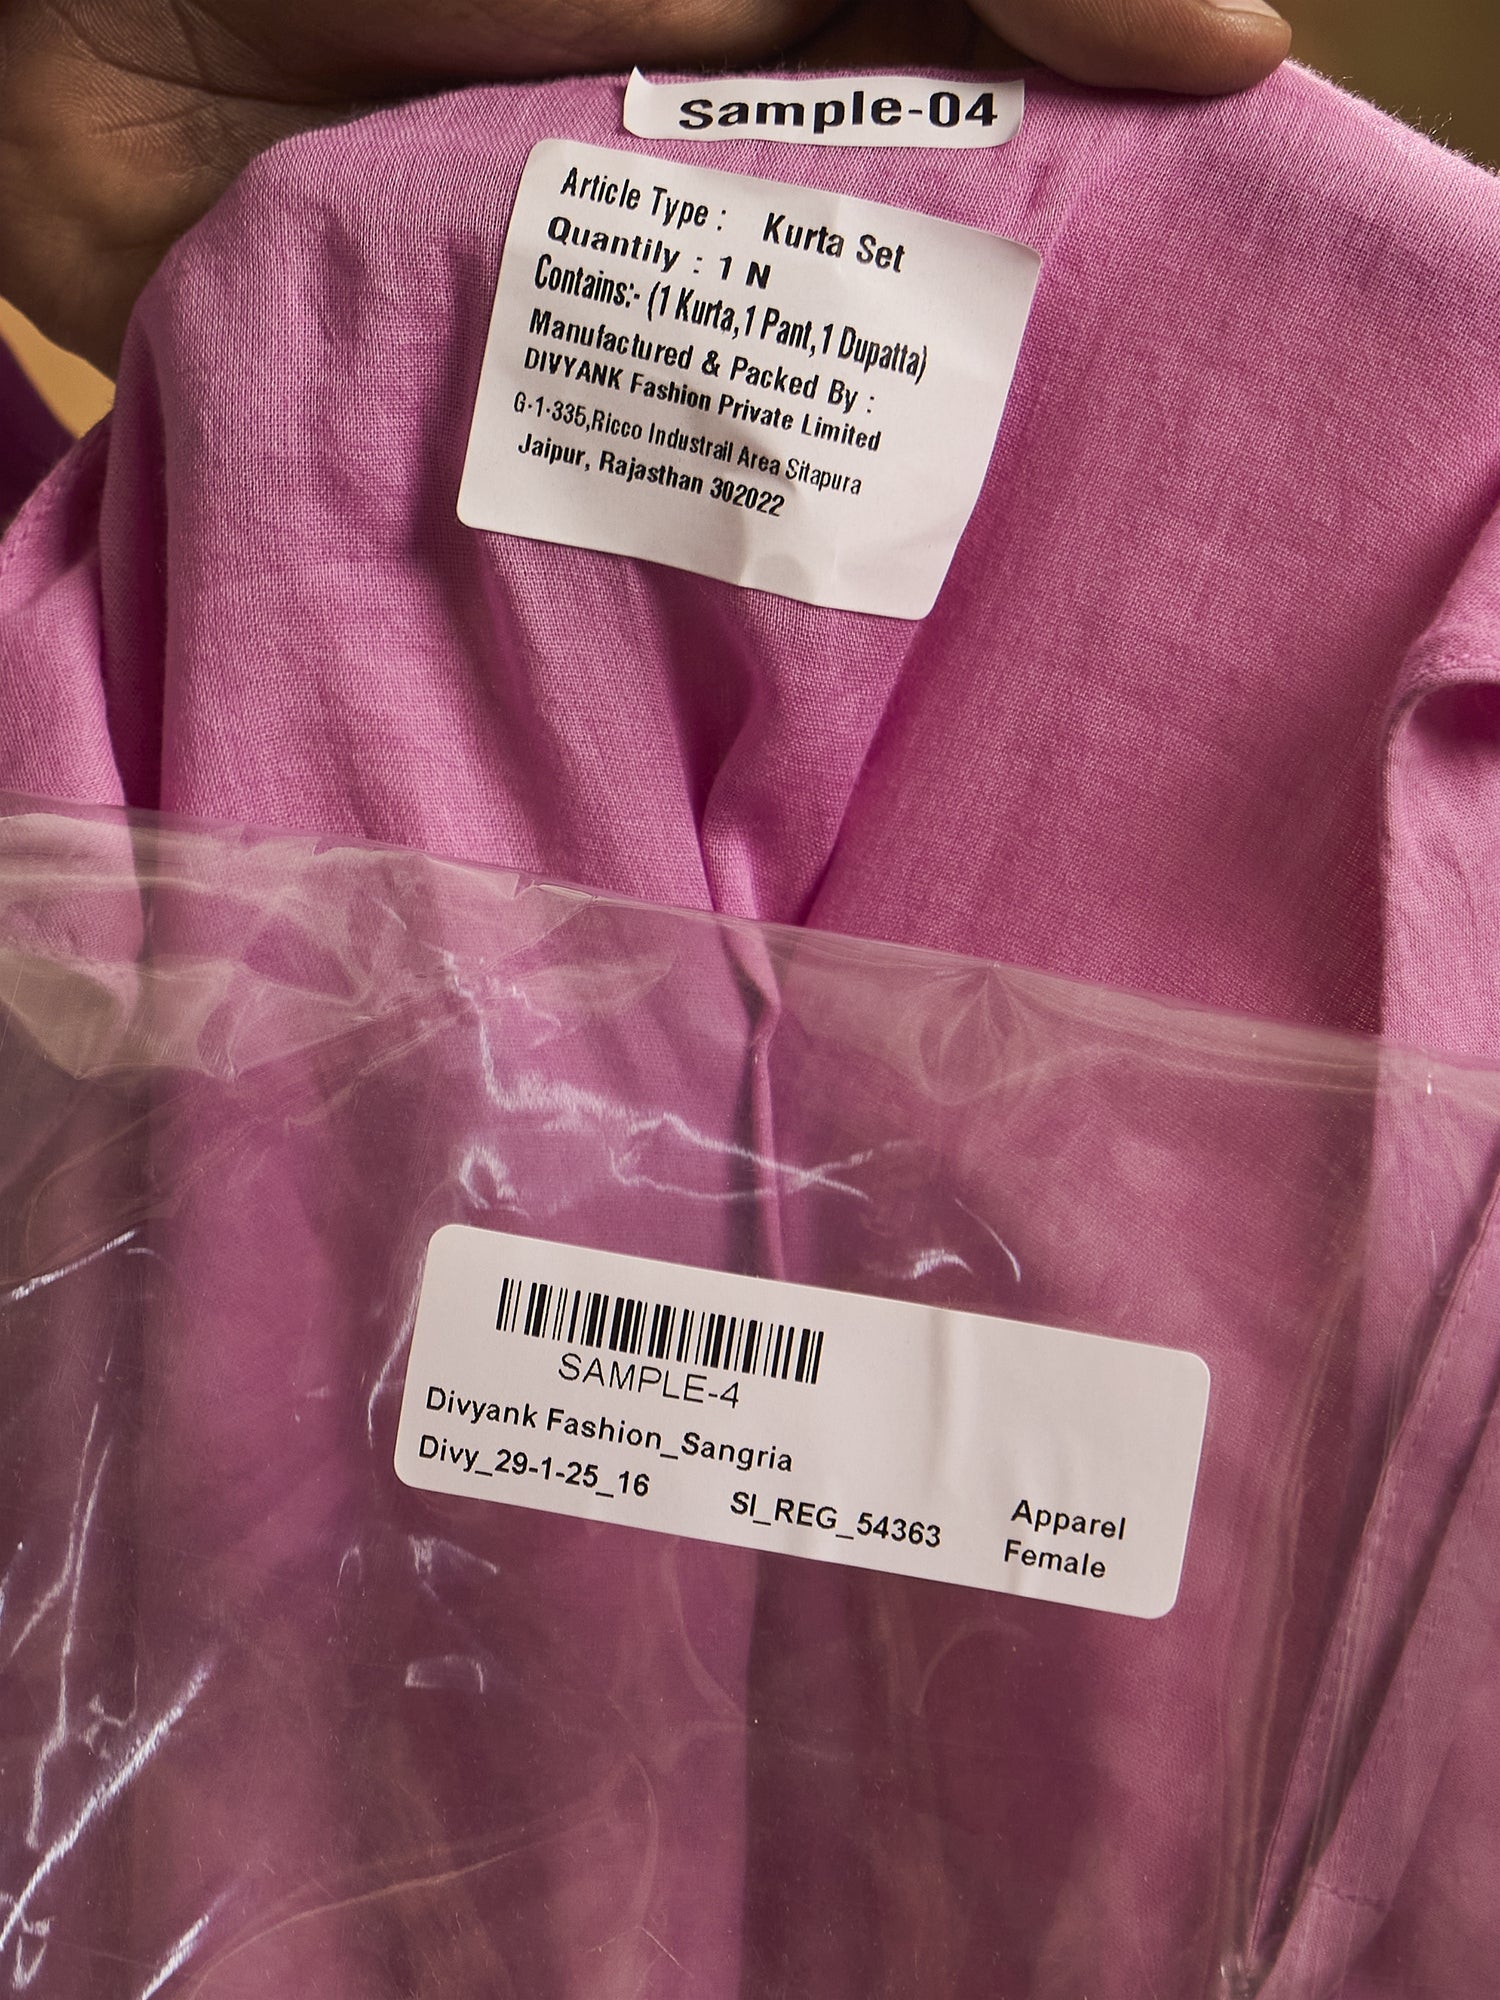 sample-04
Article Type : Kurta Set
Quantily : 1 N
Contains:- (1 Kurta,1 Pant,1 Dupatta)
Manufactured & Packed By :
DIVYANK Fashion Private Limited
G-1-335,Ricco Industrail Area Sitapura
Jaipur, Rajasthan 302022
SAMPLE-4
Divyank Fashion_Sangria
Divy_29-1-25_16 SI_REG_54363 Apparel
Female